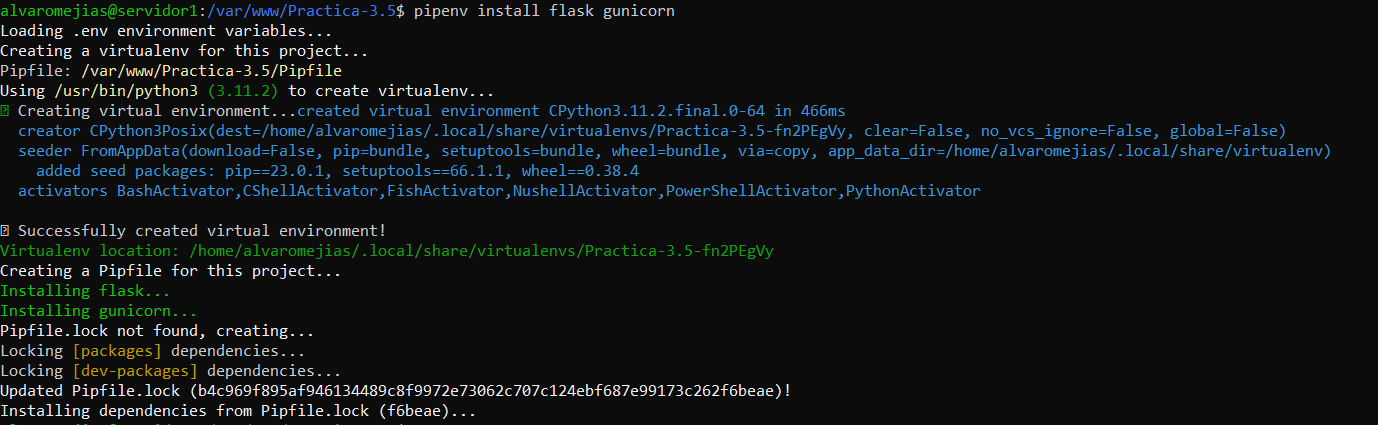 alvaromejias@servidor1:/var/www/Practica-3.5$ pipenv install flask gunicorn
Loading .env environment variables...
Creating a virtualenv for this project...
Pipfile: /var/www/Practica-3.5/Pipfile
Using /usr/bin/python3 (3.11.2) to create virtualenv...
Creating virtual environment...created virtual environment CPython3.11.2.final.0-64 in 466ms
creator CPython3Posix(dest=/home/alvaromejias/.local/share/virtualenvs/Practica-3.5-fn2PEgVy, clear=False, no_vcs_ignore=False, global=False)
seeder FromAppData(download=False, pip=bundle, setuptools=bundle, wheel=bundle, via=copy, app_data_dir=/home/alvaromejias/.local/share/virtualenv)
added seed packages: pip==23.0.1, setuptools==66.1.1, wheel==0.38.4
activators BashActivator,CShellActivator,FishActivator,NushellActivator,PowerShellActivator,PythonActivator
Successfully created virtual environment!
Virtualenv location: /home/alvaromejias/.local/share/virtualenvs/Practica-3.5-fn2PEgVy
Creating a Pipfile for this project...
Installing flask...
Installing gunicorn...
Pipfile.lock not found, creating...
Locking [packages] dependencies...
Locking [dev-packages] dependencies...
Updated Pipfile.lock (b4c969f895af946134489c8f9972e73062c707c124ebf687e99173c262f6beae)!
Installing dependencies from Pipfile.lock (f6beae)...